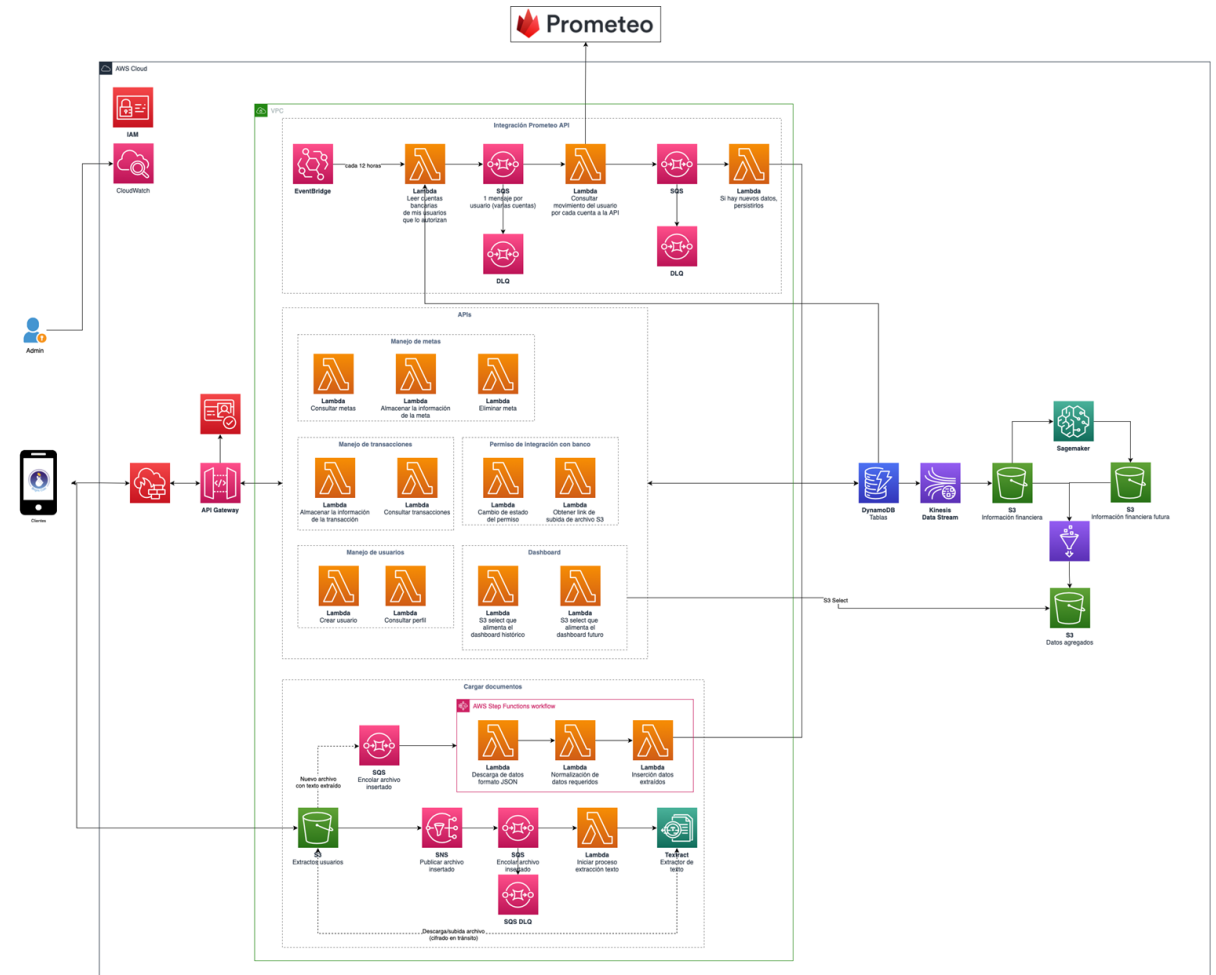 Prometeo
AWS Cloud
IAM
CloudWatch
Admin
Clientes
API Gateway
VPC
Integración Prometeo API
EventBridge
cada 12 horas
Lambda
Leer cuentas
bancarias
de mis usuarios
que lo autorizan
SQS
1 mensaje por
usuario (varias cuentas)
DLQ
Lambda
Consultar
movimiento del usuario
por cada cuenta a la API
SQS
DLQ
Lambda
Si hay nuevos datos,
persistirlos
APIs
Manejo de metas
Lambda
Consultar metas
Lambda
Almacenar la información
de la meta
Lambda
Eliminar meta
Manejo de transacciones
Lambda
Almacenar la información
de la transacción
Lambda
Consultar transacciones
Permiso de integración con banco
Lambda
Cambio de estado
del permiso
Lambda
Obtener link de
subida de archivo S3
Manejo de usuarios
Lambda
Crear usuario
Lambda
Consultar perfil
Dashboard
Lambda
S3 select que
alimenta el
dashboard histórico
Lambda
S3 select que
alimenta el
dashboard futuro
S3 Select
DynamoDB
Tablas
Kinesis
Data Stream
S3
Información financiera
Sagemaker
S3
Información financiera futura
S3
Datos agregados
Cargar documentos
AWS Step Functions workflow
SQS
Encolar archivo
insertado
Lambda
Descarga de datos
formato JSON
Lambda
Normalización de
datos requeridos
Lambda
Inserción datos
extraídos
Nuevo archivo
con texto extraído
S3
Extractos usuarios
SNS
Publicar archivo
insertado
SQS
Encolar archivo
insertado
Lambda
Iniciar proceso
extracción texto
Textract
Extractor de
texto
SQS DLQ
Descarga/subida archivo
(cifrado en tránsito)